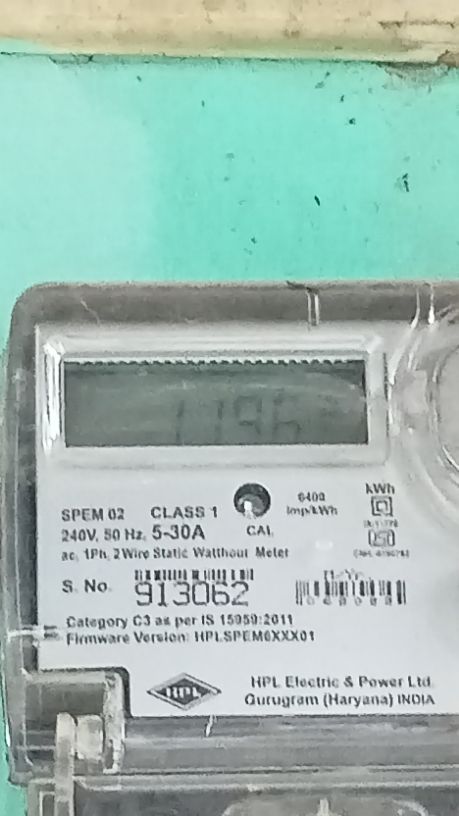 1196
SPEM 02 CLASS 1
6400
imp/kWh
kWh
240V, 50 Hz, 5-30A
CAL
ac, 1Ph, 2Wire Static Watthour Meter
S. No. 913062
Category C3 as per IS 15959:2011
Firmware Version: HPLSPEM6XXX01
HPL
HPL Electric & Power Ltd.
Gurugram (Haryana) INDIA